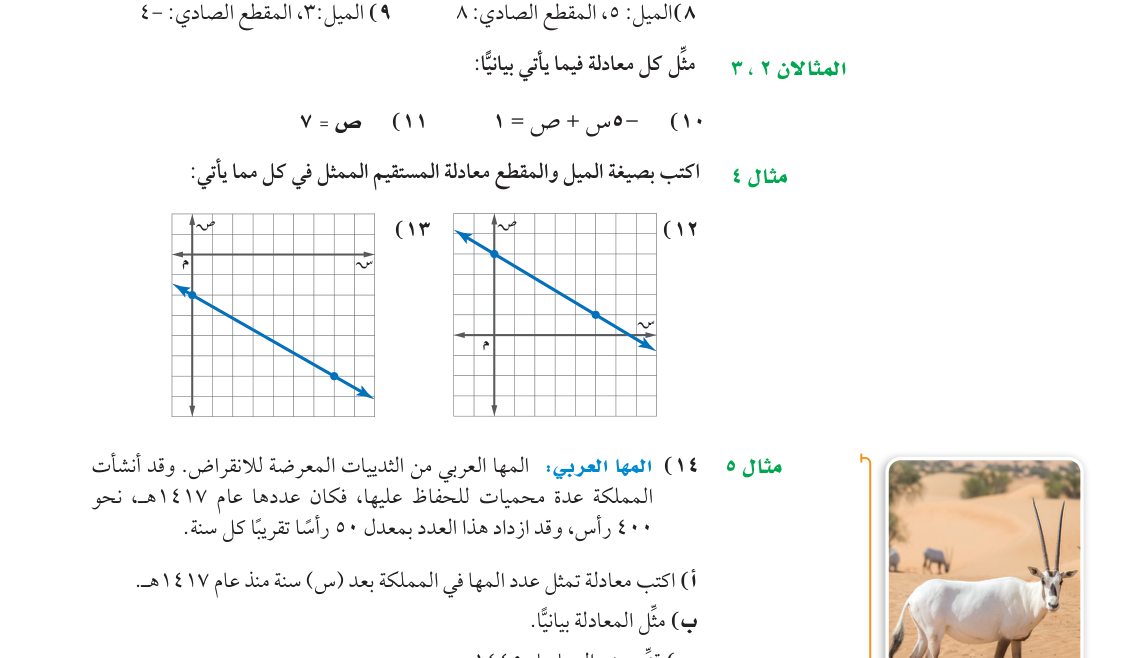 ٨) الميل: ٥، المقطع الصادي: ٨
٩) الميل: ٣، المقطع الصادي: −٤
المثالان ٢ ، ٣
مثِّل كل معادلة فيما يأتي بيانيًّا:
١٠) −٥س + ص = ١
١١) ص = ٧
مثال ٤
اكتب بصيغة الميل والمقطع معادلة المستقيم الممثل في كل مما يأتي:
١٢)
ص
س
م
١٣)
ص
س
م
مثال ٥
١٤) المها العربي: المها العربي من الثدييات المعرضة للانقراض. وقد أنشأت
المملكة عدة محميات للحفاظ عليها، فكان عددها عام ١٤١٧هـ، نحو
٤٠٠ رأس، وقد ازداد هذا العدد بمعدل ٥٠ رأسًا تقريبًا كل سنة.
أ) اكتب معادلة تمثل عدد المها في المملكة بعد (س) سنة منذ عام ١٤١٧هـ.
ب) مثِّل المعادلة بيانيًّا.